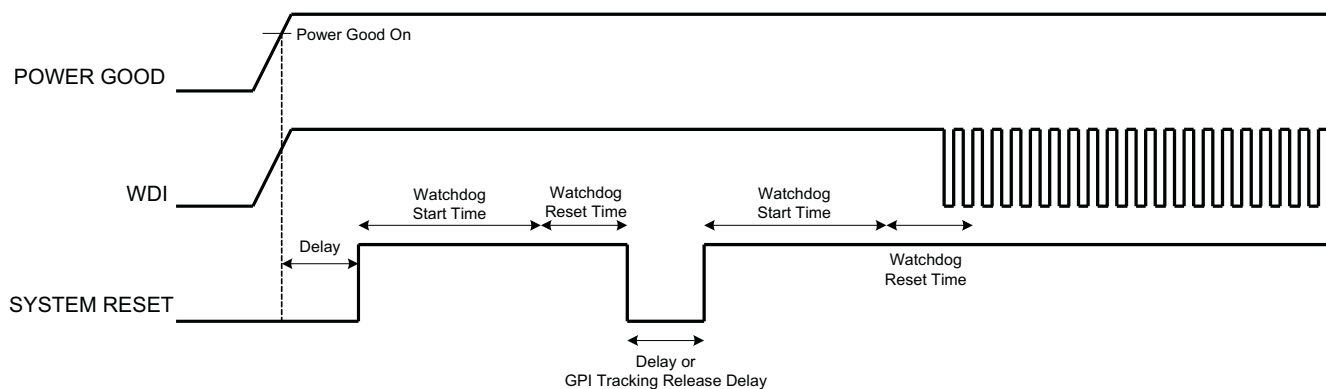 Power Good On
POWER GOOD
WDI
Watchdog
Start Time
Watchdog
Reset Time
Watchdog
Start Time
Delay
Watchdog
Reset Time
SYSTEM RESET
Delay or
GPI Tracking Release Delay